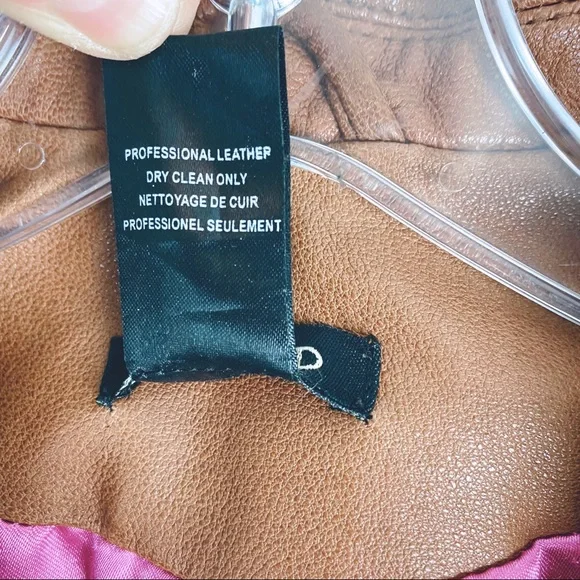 PROFESSIONAL LEATHER
DRY CLEAN ONLY
NETTOYAGE DE CUIR
PROFESSIONEL SEULEMENT
D